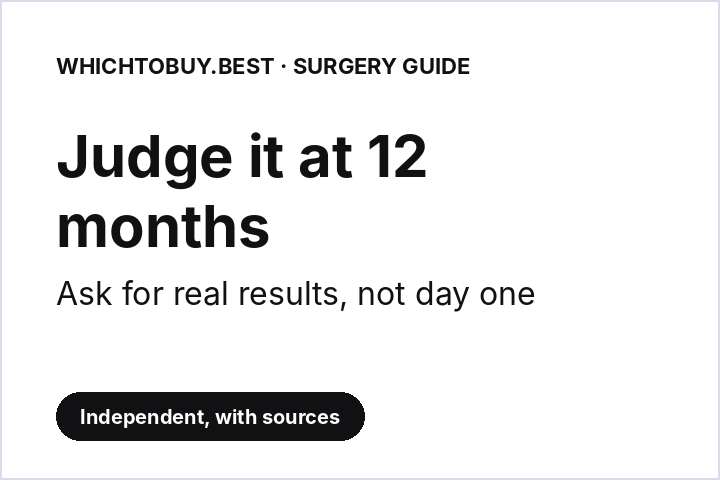 WHICHTOBUY.BEST · SURGERY GUIDE
Judge it at 12
months
Ask for real results, not day one
Independent, with sources